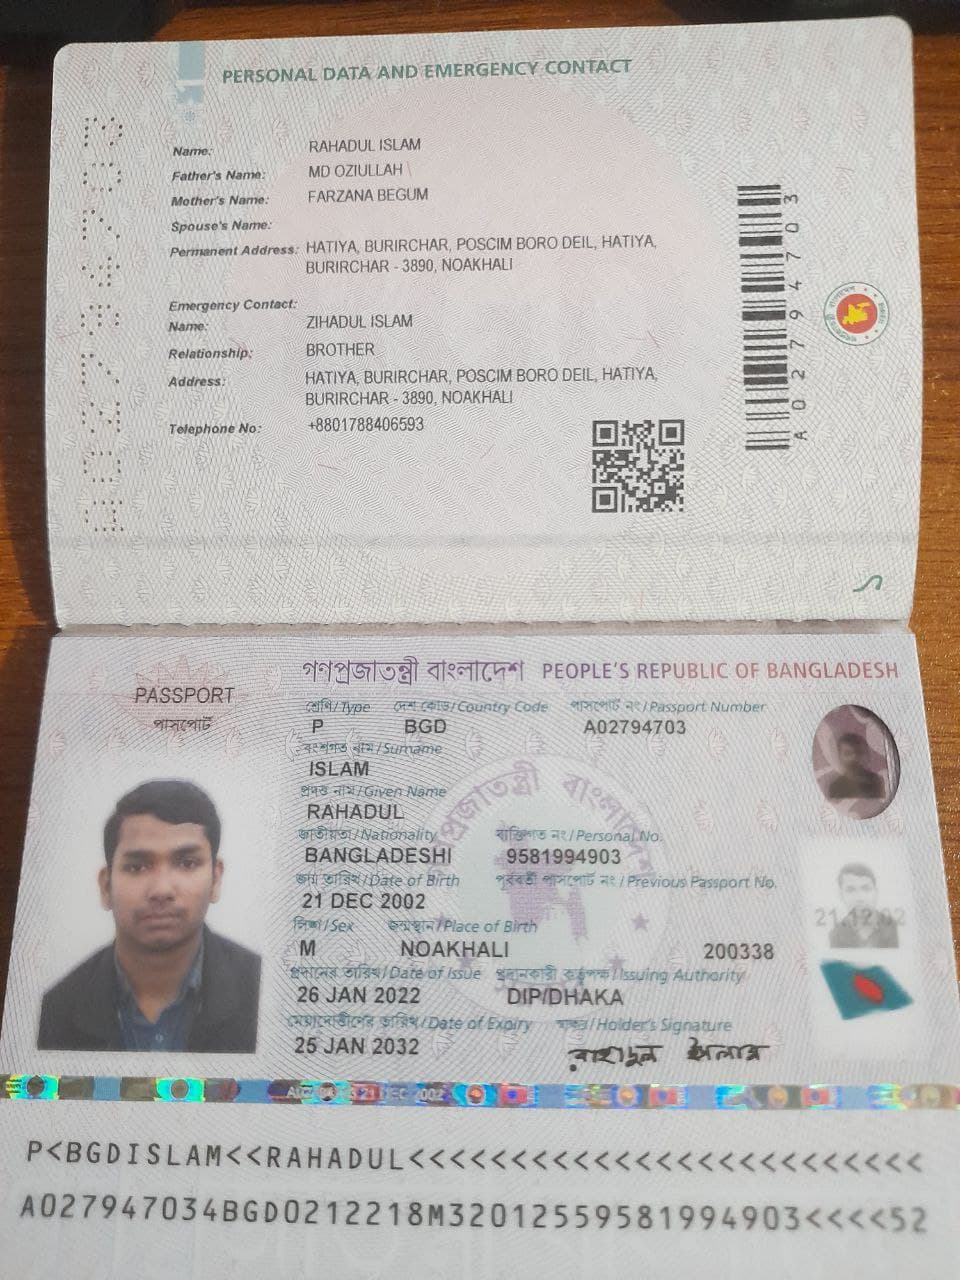 PERSONAL DATA AND EMERGENCY CONTACT
Name: RAHADUL ISLAM
Father's Name: MD OZIULLAH
Mother's Name: FARZANA BEGUM
Spouse's Name:
Permanent Address: HATIYA, BURIRCHAR, POSCIM BORO DEIL, HATIYA,
BURIRCHAR - 3890, NOAKHALI
Emergency Contact:
Name: ZIHADUL ISLAM
Relationship: BROTHER
Address: HATIYA, BURIRCHAR, POSCIM BORO DEIL, HATIYA,
BURIRCHAR - 3890, NOAKHALI
Telephone No: +8801788406593
A02794703
A02794703
গণপ্রজাতন্ত্রী বাংলাদেশ PEOPLE'S REPUBLIC OF BANGLADESH
PASSPORT
পাসপোর্ট
শ্রেণি/Type দেশ কোড/Country Code পাসপোর্ট নং/Passport Number
P BGD A02794703
বংশগত নাম/Surname
ISLAM
প্রদত্ত নাম/Given Name
RAHADUL
জাতীয়তা/Nationality ব্যক্তিগত নং/Personal No.
BANGLADESHI 9581994903
জন্ম তারিখ/Date of Birth পূর্ববর্তী পাসপোর্ট নং/Previous Passport No.
21 DEC 2002
21.12.02
লিঙ্গ/Sex জন্মস্থান/Place of Birth
M NOAKHALI 200338
প্রদানের তারিখ/Date of Issue প্রদানকারী কর্তৃপক্ষ/Issuing Authority
26 JAN 2022 DIP/DHAKA
মেয়াদোত্তীর্ণের তারিখ/Date of Expiry স্বাক্ষর/Holder's Signature
25 JAN 2032 রাহাদুল ইসলাম
21 DEC 2002
P<BGDISLAM<<RAHADUL<<<<<<<<<<<<<<<<<<<<<<<<<
A027947034BGD0212218M32012559581994903<<<<52